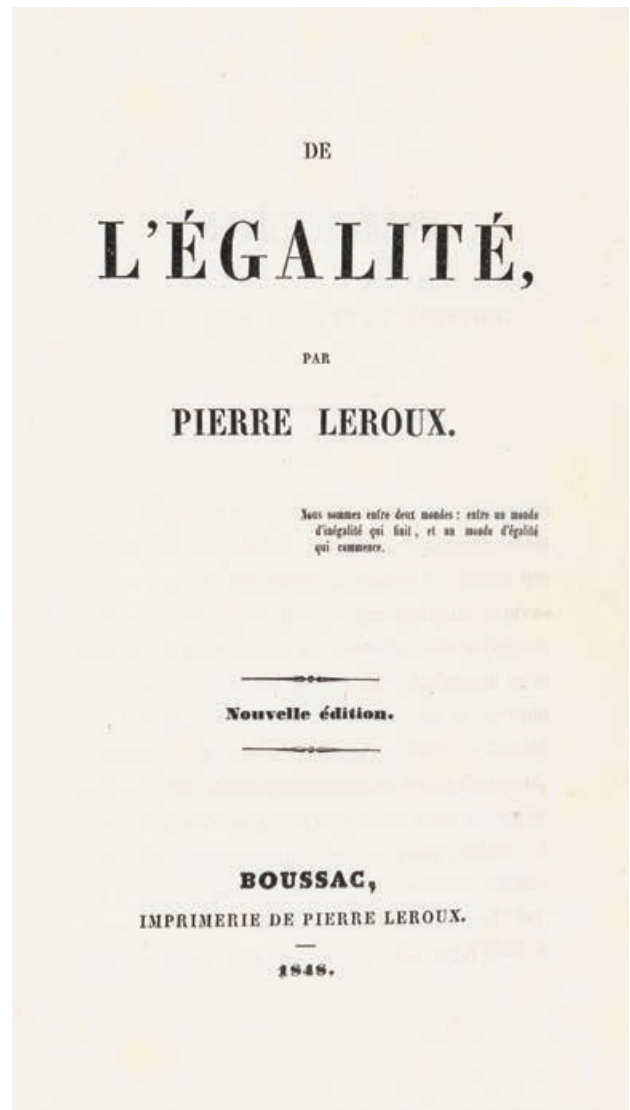 DE
L'ÉGALITÉ,
PAR
PIERRE LEROUX.
Nous sommes entre deux mondes : entre un monde
d'inégalité qui finit, et un monde d'égalité
qui commence.
Nouvelle édition.
BOUSSAC,
IMPRIMERIE DE PIERRE LEROUX.
1848.